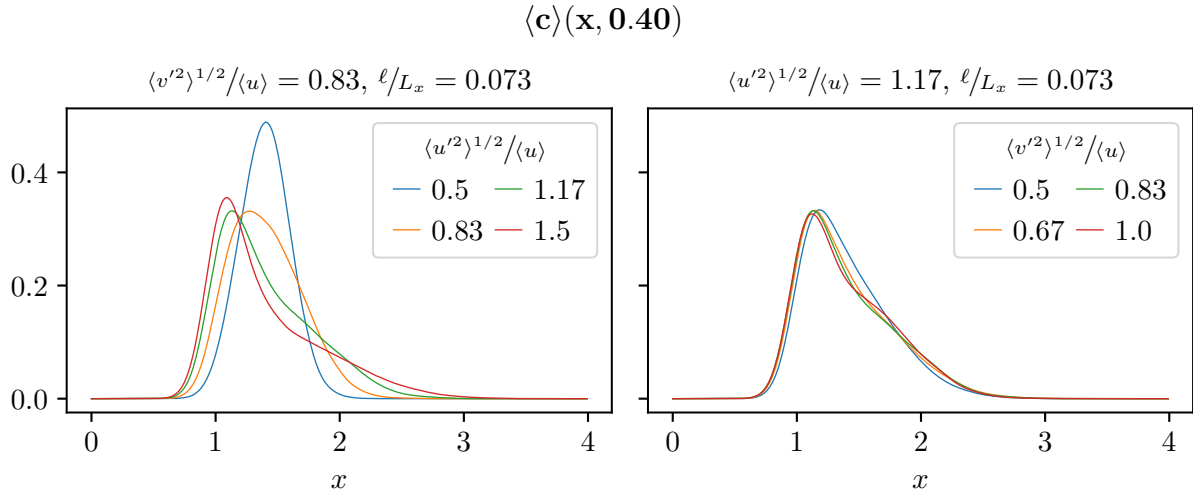 ⟨c⟩(x, 0.40)
⟨v′²⟩¹/²/⟨u⟩ = 0.83, ℓ/Lₓ = 0.073
0.4
0.2
0.0
⟨u′²⟩¹/²/⟨u⟩
0.5 1.17
0.83 1.5
0 1 2 3 4
x
⟨u′²⟩¹/²/⟨u⟩ = 1.17, ℓ/Lₓ = 0.073
⟨v′²⟩¹/²/⟨u⟩
0.5 0.83
0.67 1.0
0 1 2 3 4
x